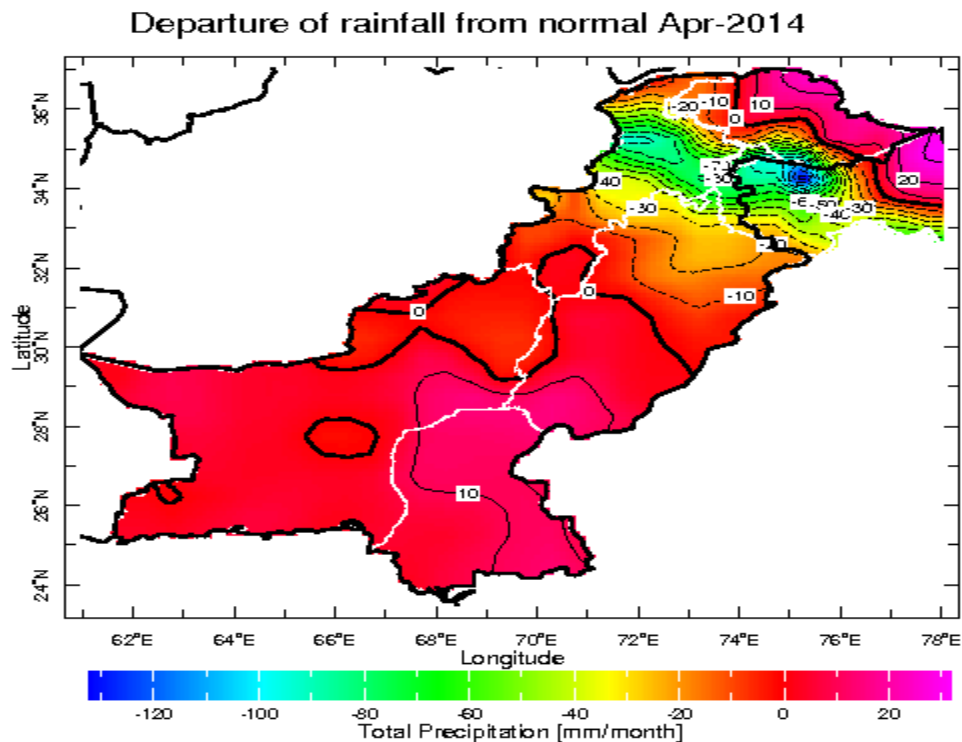 Departure of rainfall from normal Apr-2014
36°N
34°N
32°N
30°N
28°N
26°N
24°N
Latitude
-20
-10
10
0
-30
40
-30
20
-40
-30
-10
0
0
10
62°E 64°E 66°E 68°E 70°E 72°E 74°E 76°E 78°E
Longitude
-120 -100 -80 -60 -40 -20 0 20
Total Precipitation [mm/month]